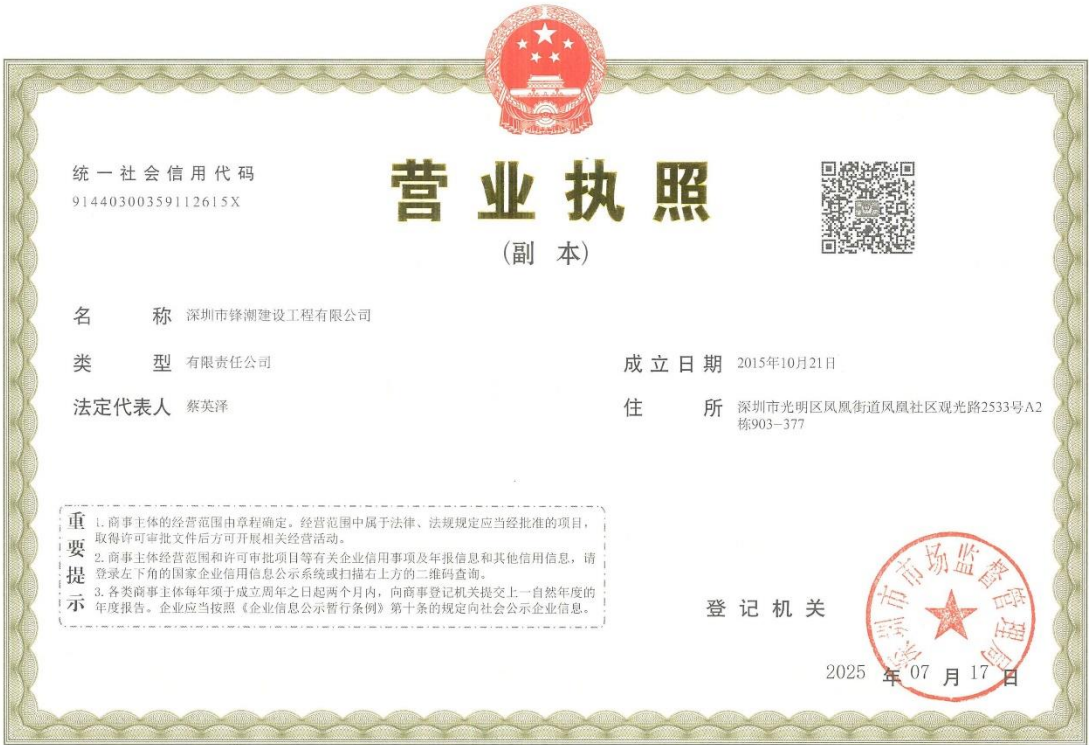 统一社会信用代码
91440300359112615X
营业执照
(副 本)
名 称 深圳市锋潮建设工程有限公司
类 型 有限责任公司
成立日期 2015年10月21日
法定代表人 蔡英泽
住 所 深圳市光明区凤凰街道凤凰社区观光路2533号A2
栋903-377
重要提示
1. 商事主体的经营范围由章程确定。经营范围中属于法律、法规规定应当经批准的项目,
取得许可审批文件后方可开展相关经营活动。
2. 商事主体经营范围和许可审批项目等有关企业信用事项及年报信息和其他信用信息,请
登录左下角的国家企业信用信息公示系统或扫描右上方的二维码查询。
3. 各类商事主体每年须于成立周年之日起两个月内,向商事登记机关提交上一自然年度的
年度报告。企业应当按照《企业信息公示暂行条例》第十条的规定向社会公示企业信息。
登记机关
深圳市市场监督管理局
2025 年 07 月 17 日